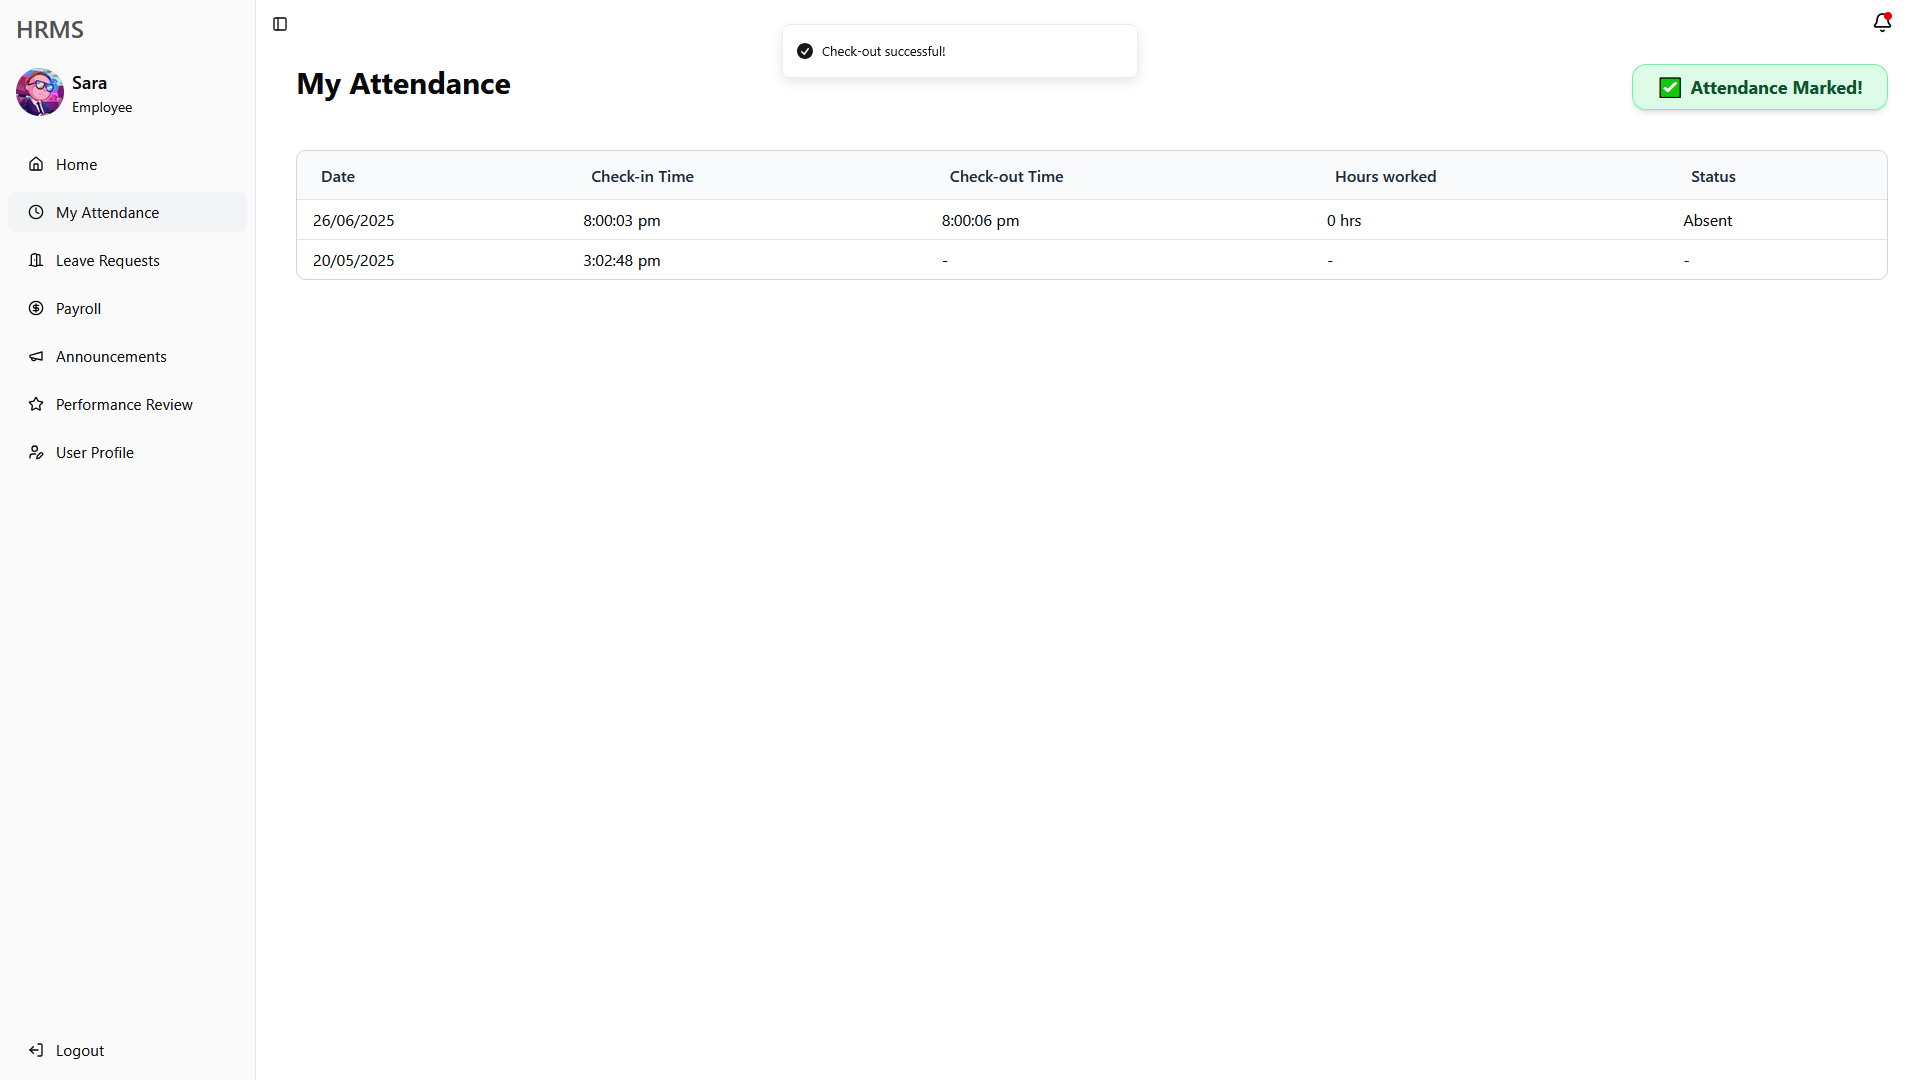 HRMS
Sara
Employee
Home
My Attendance
Leave Requests
Payroll
Announcements
Performance Review
User Profile
Logout
Check-out successful!
My Attendance
Attendance Marked!
Date Check-in Time Check-out Time Hours worked Status
26/06/2025 8:00:03 pm 8:00:06 pm 0 hrs Absent
20/05/2025 3:02:48 pm - - -